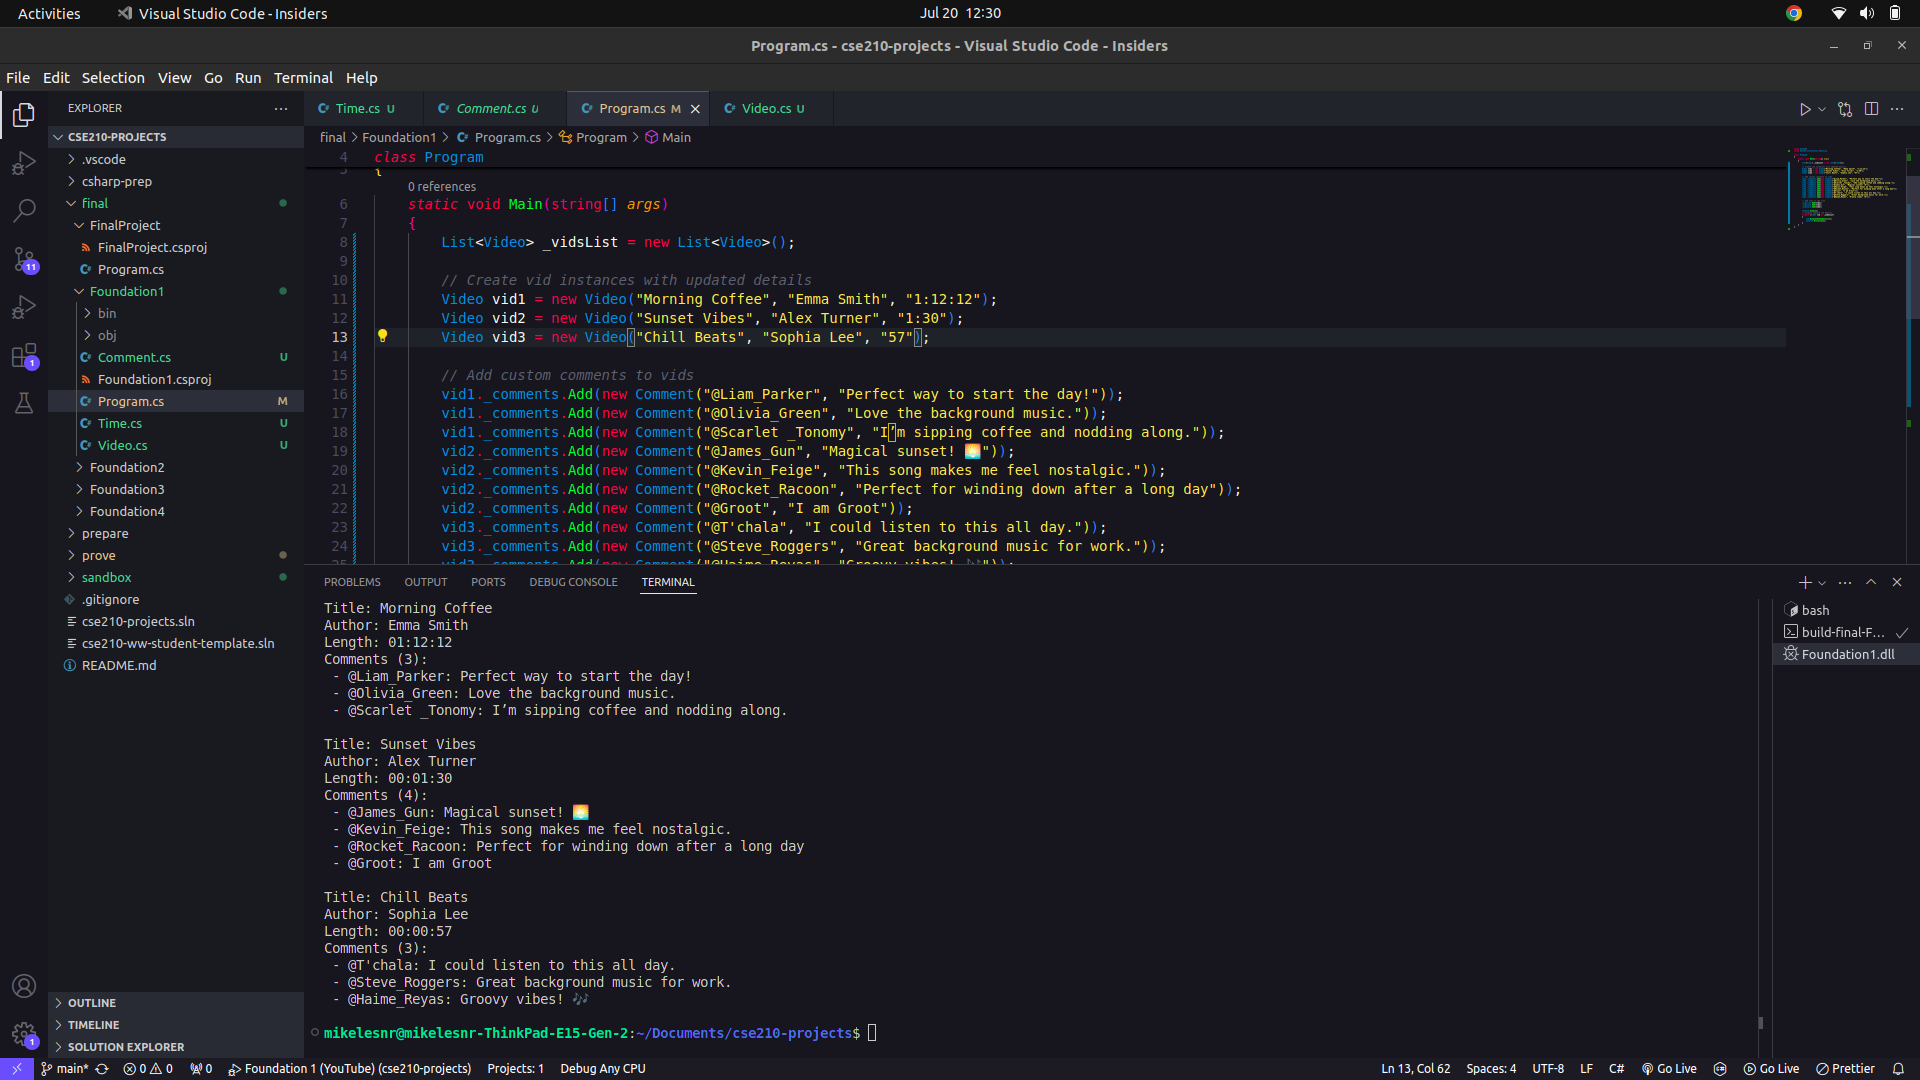 Activities
Visual Studio Code - Insiders
Jul 20 12:30
Program.cs - cse210-projects - Visual Studio Code - Insiders
File Edit Selection View Go Run Terminal Help
EXPLORER
CSE210-PROJECTS
.vscode
csharp-prep
final
FinalProject
FinalProject.csproj
Program.cs
Foundation1
bin
obj
Comment.cs U
Foundation1.csproj
Program.cs M
Time.cs U
Video.cs U
Foundation2
Foundation3
Foundation4
prepare
prove
sandbox
.gitignore
cse210-projects.sln
cse210-ww-student-template.sln
README.md
OUTLINE
TIMELINE
SOLUTION EXPLORER
11
1
1
Time.cs U
Comment.cs U
Program.cs M
Video.cs U
final > Foundation1 > Program.cs > Program > Main
4 class Program
5 {
0 references
6 static void Main(string[] args)
7 {
8 List<Video> _vidsList = new List<Video>();
9
10 // Create vid instances with updated details
11 Video vid1 = new Video("Morning Coffee", "Emma Smith", "1:12:12");
12 Video vid2 = new Video("Sunset Vibes", "Alex Turner", "1:30");
13 Video vid3 = new Video("Chill Beats", "Sophia Lee", "57");
14
15 // Add custom comments to vids
16 vid1._comments.Add(new Comment("@Liam_Parker", "Perfect way to start the day!"));
17 vid1._comments.Add(new Comment("@Olivia_Green", "Love the background music."));
18 vid1._comments.Add(new Comment("@Scarlet _Tonomy", "I’m sipping coffee and nodding along."));
19 vid2._comments.Add(new Comment("@James_Gun", "Magical sunset! 🌅"));
20 vid2._comments.Add(new Comment("@Kevin_Feige", "This song makes me feel nostalgic."));
21 vid2._comments.Add(new Comment("@Rocket_Racoon", "Perfect for winding down after a long day"));
22 vid2._comments.Add(new Comment("@Groot", "I am Groot"));
23 vid3._comments.Add(new Comment("@T'chala", "I could listen to this all day."));
24 vid3._comments.Add(new Comment("@Steve_Roggers", "Great background music for work."));
25 vid3._comments.Add(new Comment("@Haime_Reyas", "Groovy vibes! 🎶"));
PROBLEMS OUTPUT PORTS DEBUG CONSOLE TERMINAL
Title: Morning Coffee
Author: Emma Smith
Length: 01:12:12
Comments (3):
- @Liam_Parker: Perfect way to start the day!
- @Olivia_Green: Love the background music.
- @Scarlet _Tonomy: I’m sipping coffee and nodding along.
Title: Sunset Vibes
Author: Alex Turner
Length: 00:01:30
Comments (4):
- @James_Gun: Magical sunset! 🌅
- @Kevin_Feige: This song makes me feel nostalgic.
- @Rocket_Racoon: Perfect for winding down after a long day
- @Groot: I am Groot
Title: Chill Beats
Author: Sophia Lee
Length: 00:00:57
Comments (3):
- @T'chala: I could listen to this all day.
- @Steve_Roggers: Great background music for work.
- @Haime_Reyas: Groovy vibes! 🎶
mikelesnr@mikelesnr-ThinkPad-E15-Gen-2:~/Documents/cse210-projects$
bash
build-final-F...
Foundation1.dll
main* 0 0 0 Foundation 1 (YouTube) (cse210-projects) Projects: 1 Debug Any CPU
Ln 13, Col 62 Spaces: 4 UTF-8 LF C# Go Live Go Live Prettier